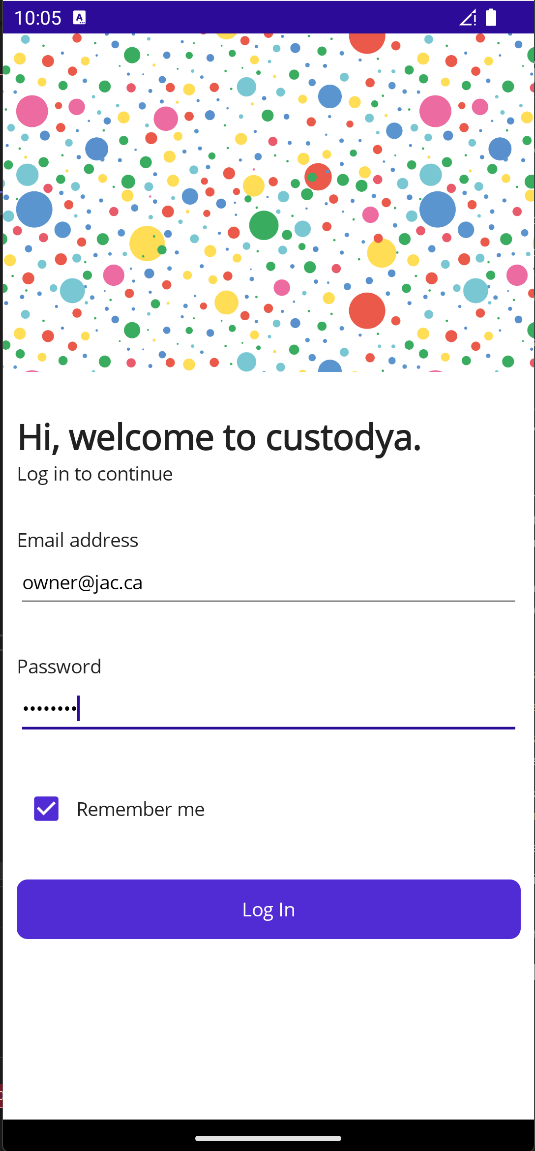 10:05
Hi, welcome to custodya.
Log in to continue
Email address
owner@jac.ca
Password
••••••••
Remember me
Log In